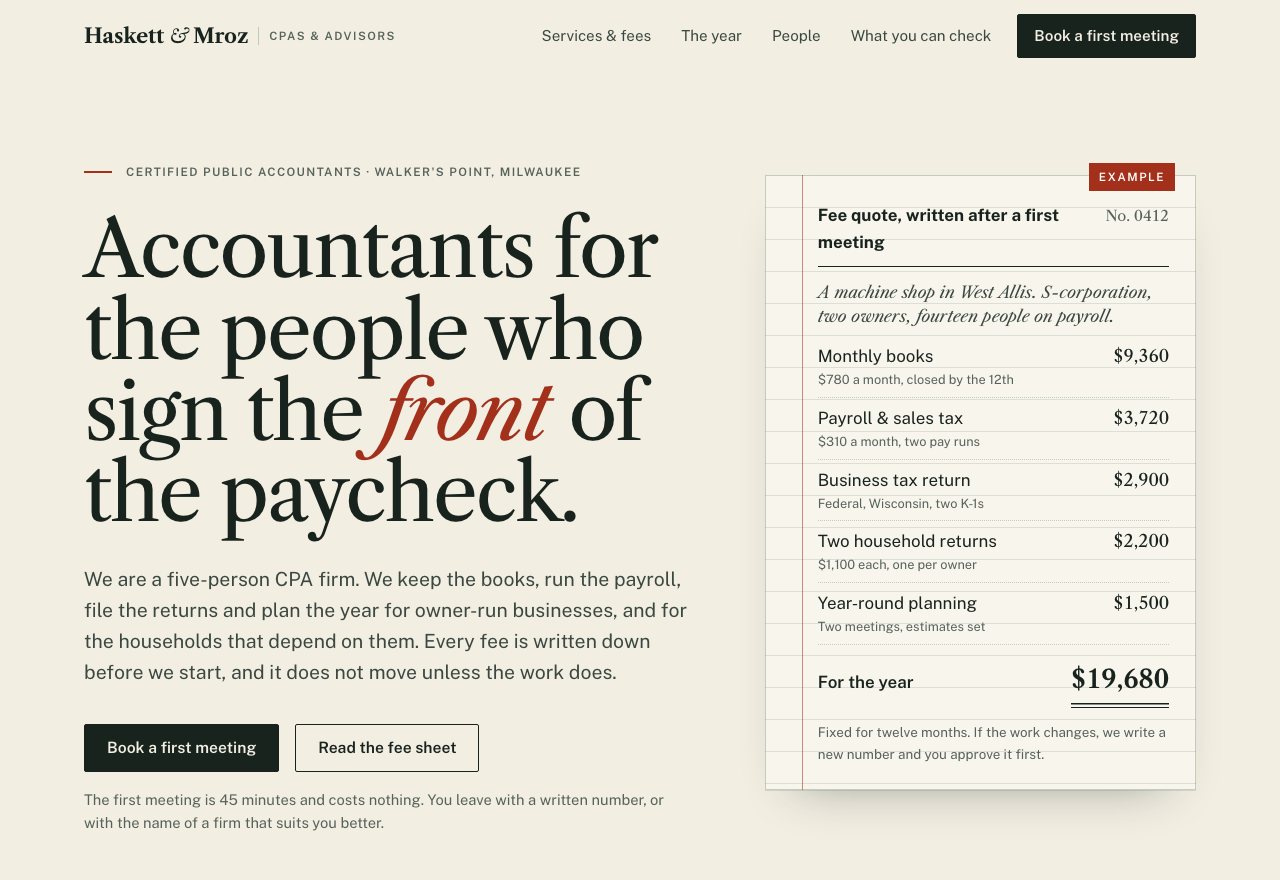 Haskett & Mroz
CPAS & ADVISORS
Services & fees
The year
People
What you can check
Book a first meeting
CERTIFIED PUBLIC ACCOUNTANTS · WALKER'S POINT, MILWAUKEE
Accountants for
the people who
sign the front of
the paycheck.
We are a five-person CPA firm. We keep the books, run the payroll,
file the returns and plan the year for owner-run businesses, and for
the households that depend on them. Every fee is written down
before we start, and it does not move unless the work does.
Book a first meeting
Read the fee sheet
The first meeting is 45 minutes and costs nothing. You leave with a written number, or
with the name of a firm that suits you better.
EXAMPLE
Fee quote, written after a first
meeting
No. 0412
A machine shop in West Allis. S-corporation,
two owners, fourteen people on payroll.
Monthly books $9,360
$780 a month, closed by the 12th
Payroll & sales tax $3,720
$310 a month, two pay runs
Business tax return $2,900
Federal, Wisconsin, two K-1s
Two household returns $2,200
$1,100 each, one per owner
Year-round planning $1,500
Two meetings, estimates set
For the year $19,680
Fixed for twelve months. If the work changes, we write a
new number and you approve it first.